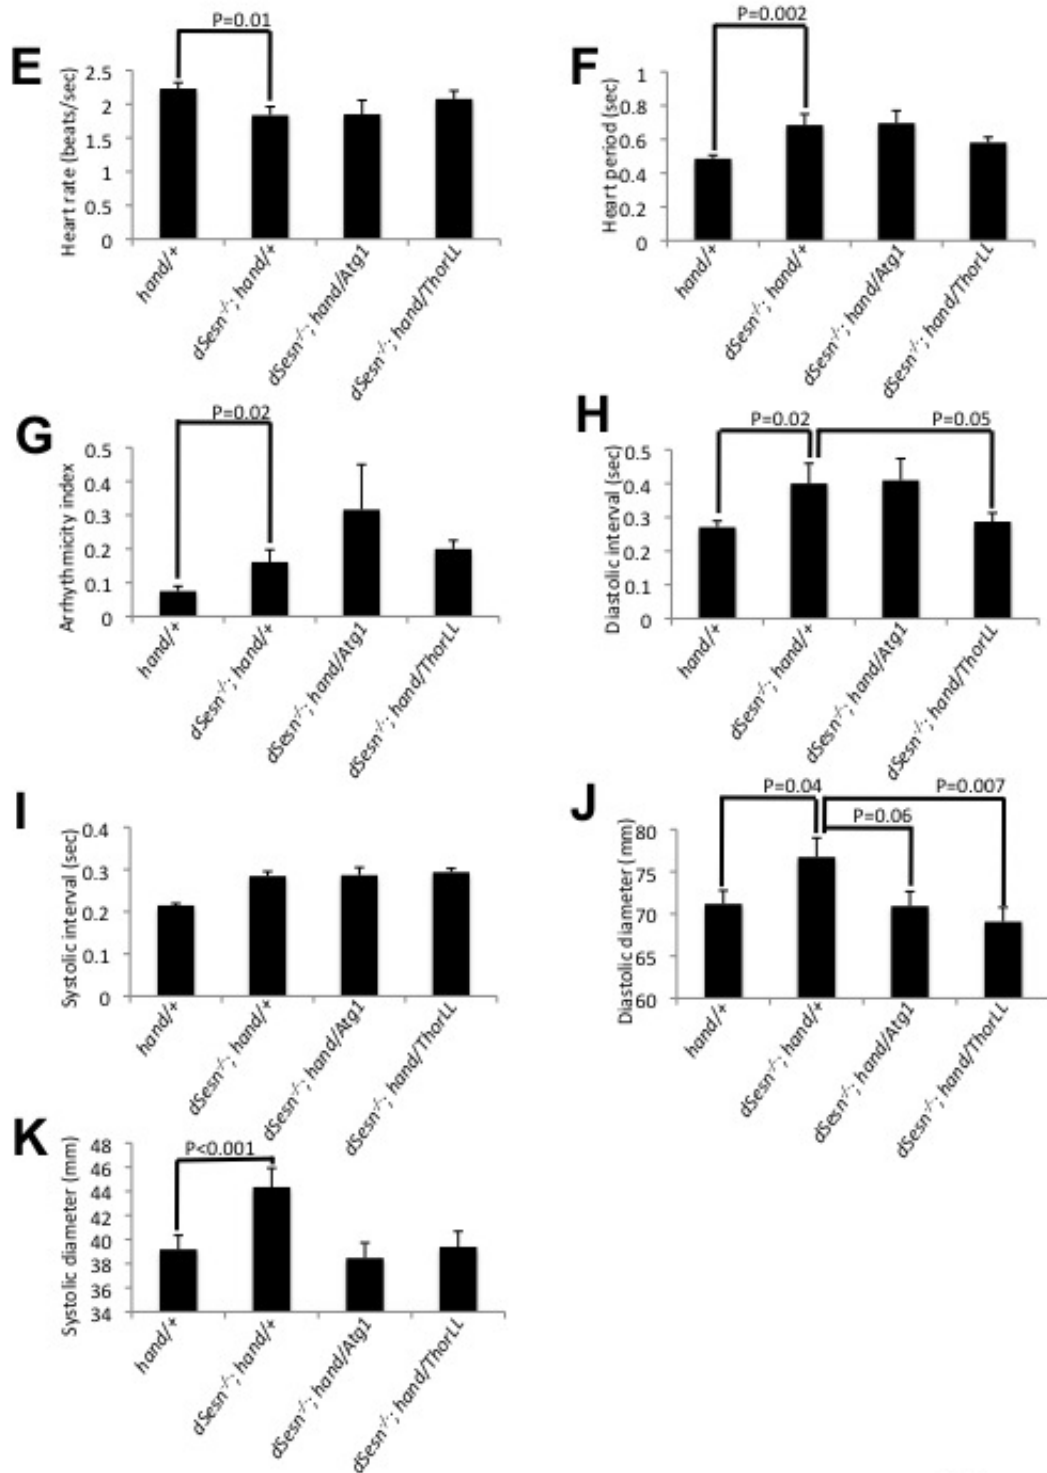 P=0.01
E
Heart rate (beats/sec)
2.5
2
1.5
1
0.5
0
hand/+
dSesn-/-; hand/+
dSesn-/-; hand/Atg1
dSesn-/-; hand/ThorLL
P=0.002
F
Heart period (sec)
1
0.8
0.6
0.4
0.2
0
hand/+
dSesn-/-; hand/+
dSesn-/-; hand/Atg1
dSesn-/-; hand/ThorLL
P=0.02
G
Arrhythmicity index
0.5
0.4
0.3
0.2
0.1
0
hand/+
dSesn-/-; hand/+
dSesn-/-; hand/Atg1
dSesn-/-; hand/ThorLL
H
P=0.02 P=0.05
Diastolic interval (sec)
0.5
0.4
0.3
0.2
0.1
0
hand/+
dSesn-/-; hand/+
dSesn-/-; hand/Atg1
dSesn-/-; hand/ThorLL
I
Systolic interval (sec)
0.4
0.3
0.2
0.1
0
hand/+
dSesn-/-; hand/+
dSesn-/-; hand/Atg1
dSesn-/-; hand/ThorLL
P=0.04 P=0.007
J
P=0.06
Diastolic diameter (mm)
80
75
70
65
60
hand/+
dSesn-/-; hand/+
dSesn-/-; hand/Atg1
dSesn-/-; hand/ThorLL
K
P<0.001
Systolic diameter (mm)
48
46
44
42
40
38
36
34
hand/+
dSesn-/-; hand/+
dSesn-/-; hand/Atg1
dSesn-/-; hand/ThorLL